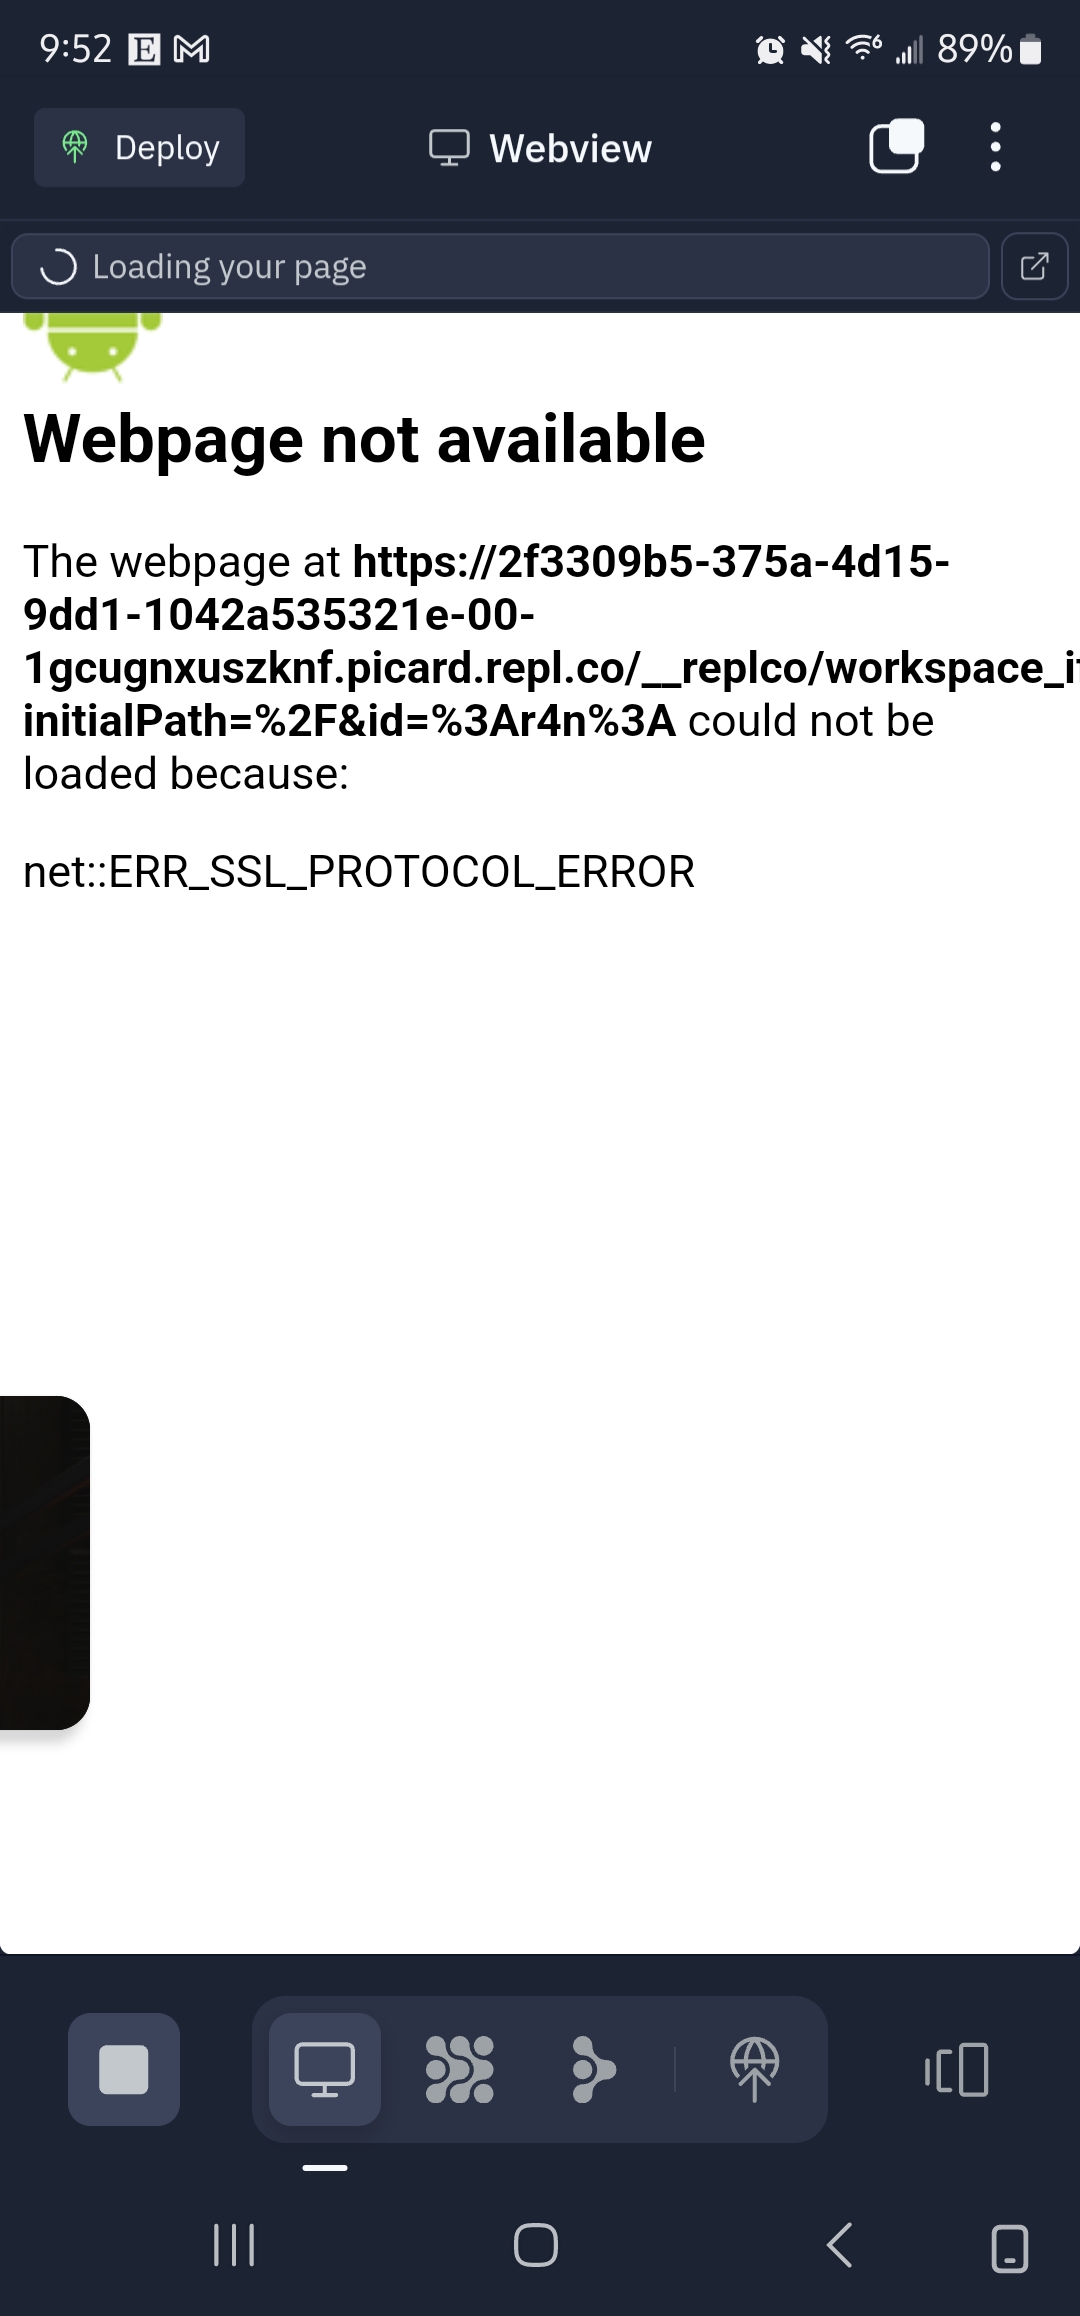 9:52 E M 6 89%
Deploy Webview
Loading your page
Webpage not available
The webpage at https://2f3309b5-375a-4d15-
9dd1-1042a535321e-00-
1gcugnxuszknf.picard.repl.co/__replco/workspace_i
initialPath=%2F&id=%3Ar4n%3A could not be
loaded because:
net::ERR_SSL_PROTOCOL_ERROR